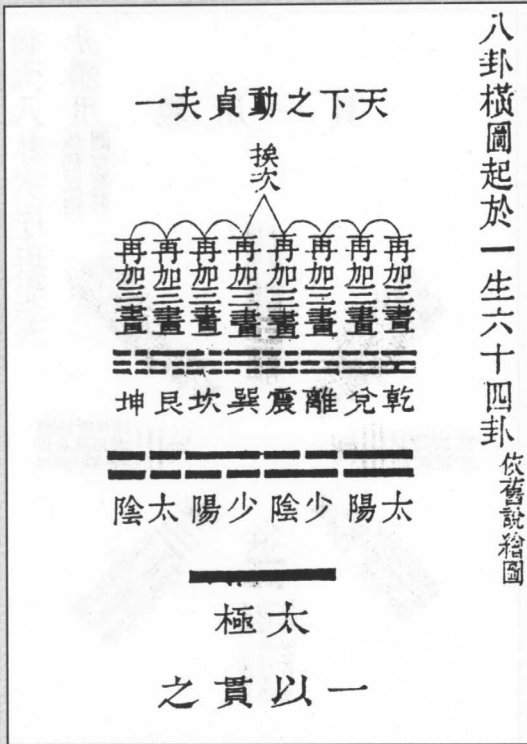 八卦橫圖起於一生六十四卦
依舊說繪圖
天下之動貞夫一
挨次
再加三畫
再加三畫
再加三畫
再加三畫
再加三畫
再加三畫
再加三畫
再加三畫
乾兌離震巽坎艮坤
太陽少陰少陽太陰
太極
一以貫之